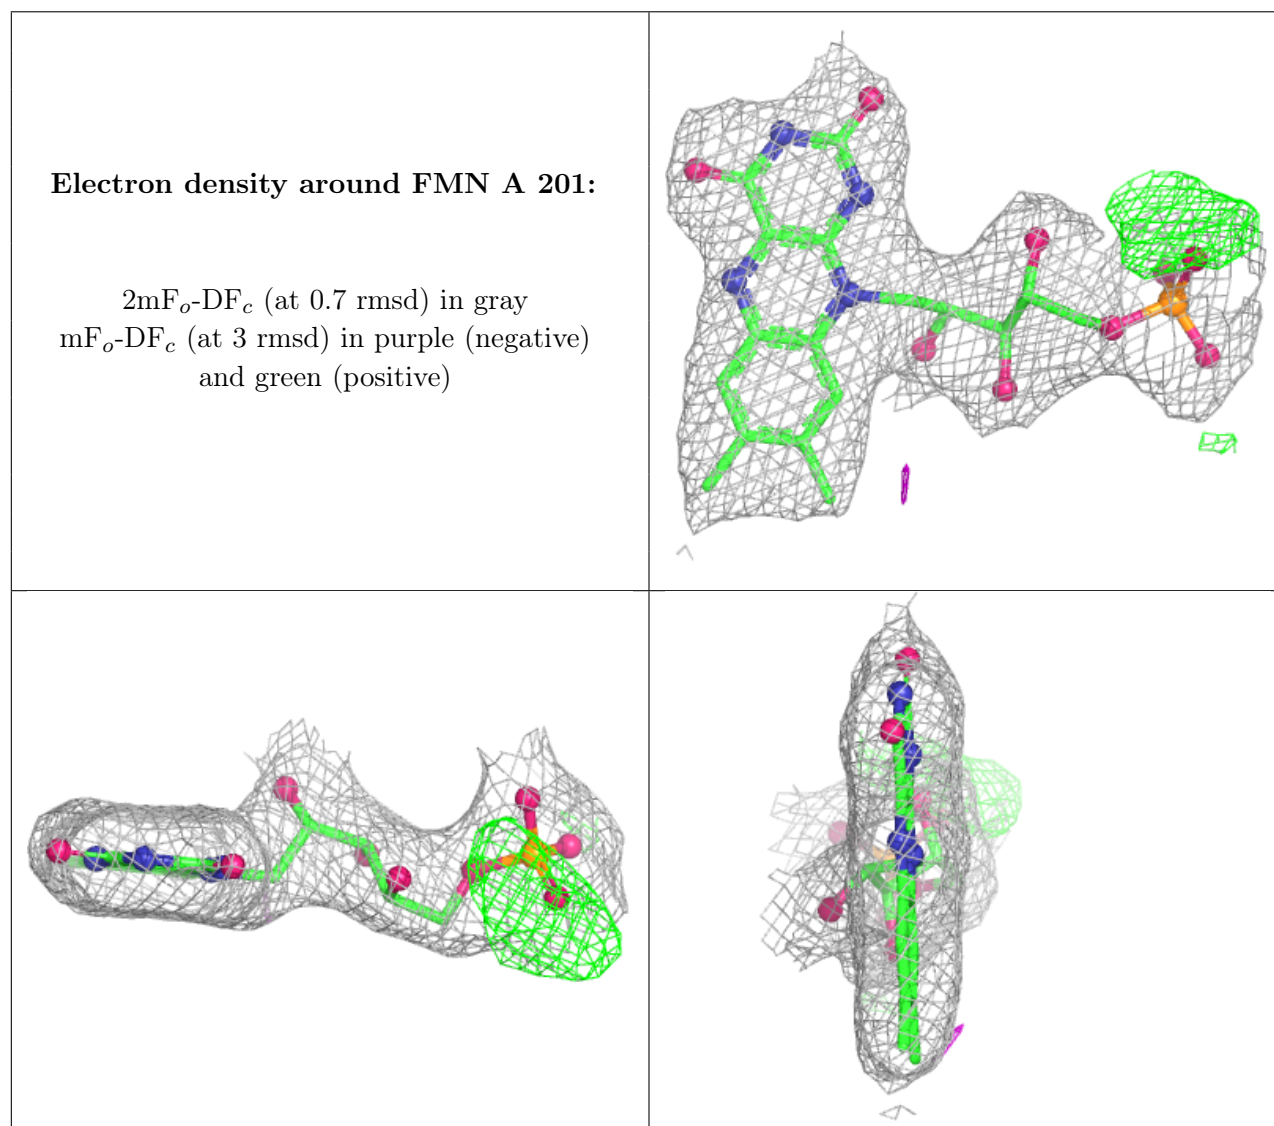 Electron density around FMN A 201:
2mFₒ-DF𝒸 (at 0.7 rmsd) in gray
mFₒ-DF𝒸 (at 3 rmsd) in purple (negative)
and green (positive)